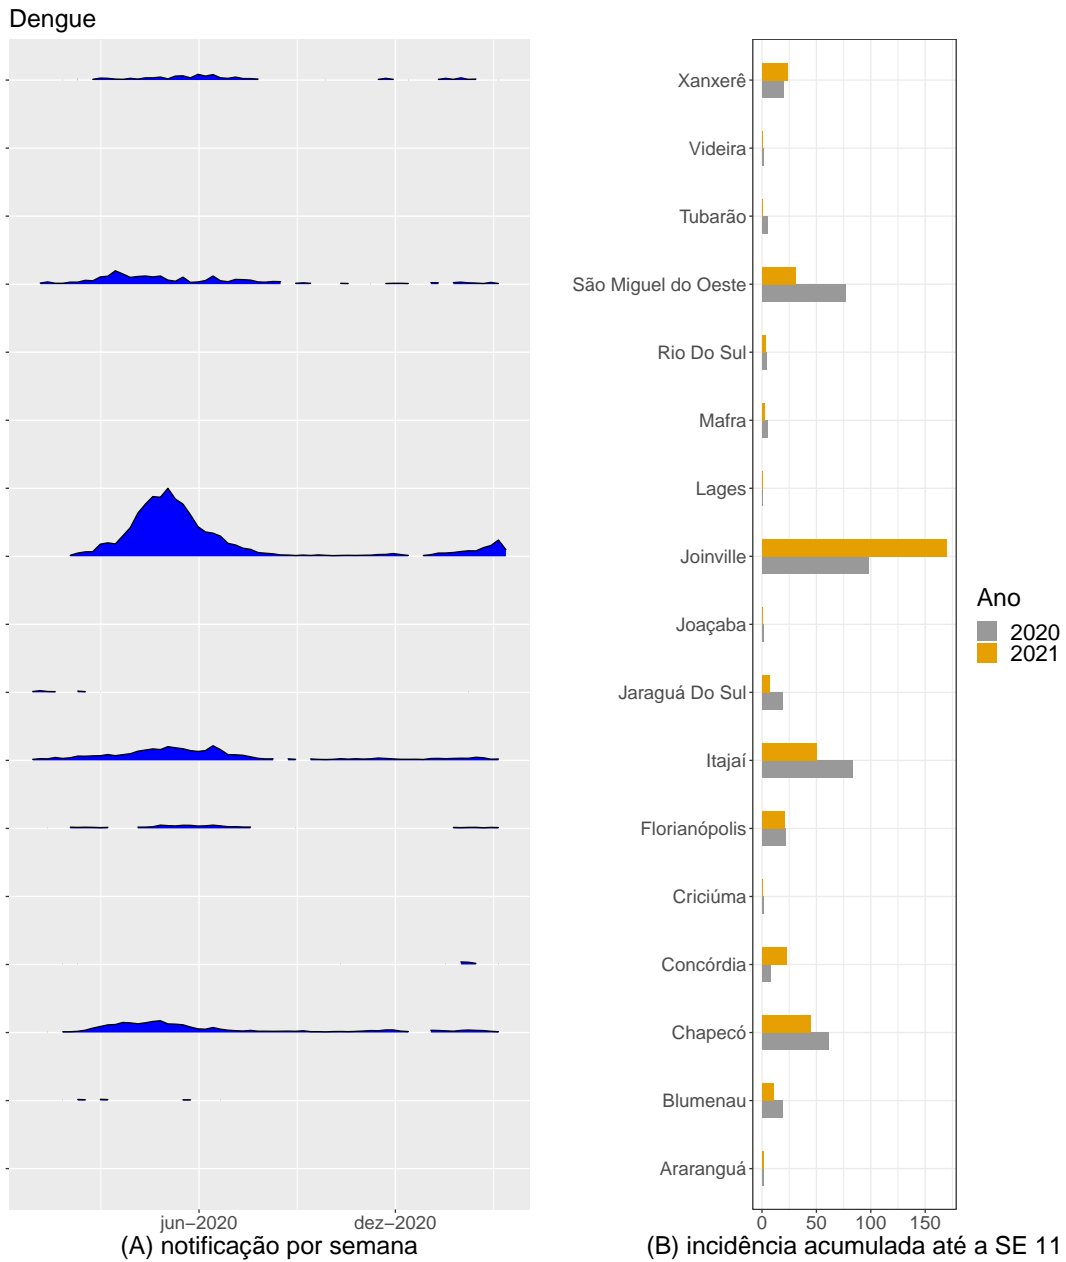 Dengue
Xanxerê
Videira
Tubarão
São Miguel do Oeste
Rio Do Sul
Mafra
Lages
Joinville
Joaçaba
Jaraguá Do Sul
Itajaí
Florianópolis
Criciúma
Concórdia
Chapecó
Blumenau
Araranguá
Ano
2020
2021
jun−2020 dez−2020
0 50 100 150
(A) notificação por semana
(B) incidência acumulada até a SE 11